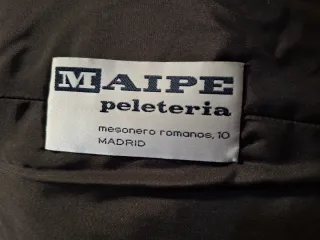 MAIPE
peleteria
mesonero romanos, 10
MADRID